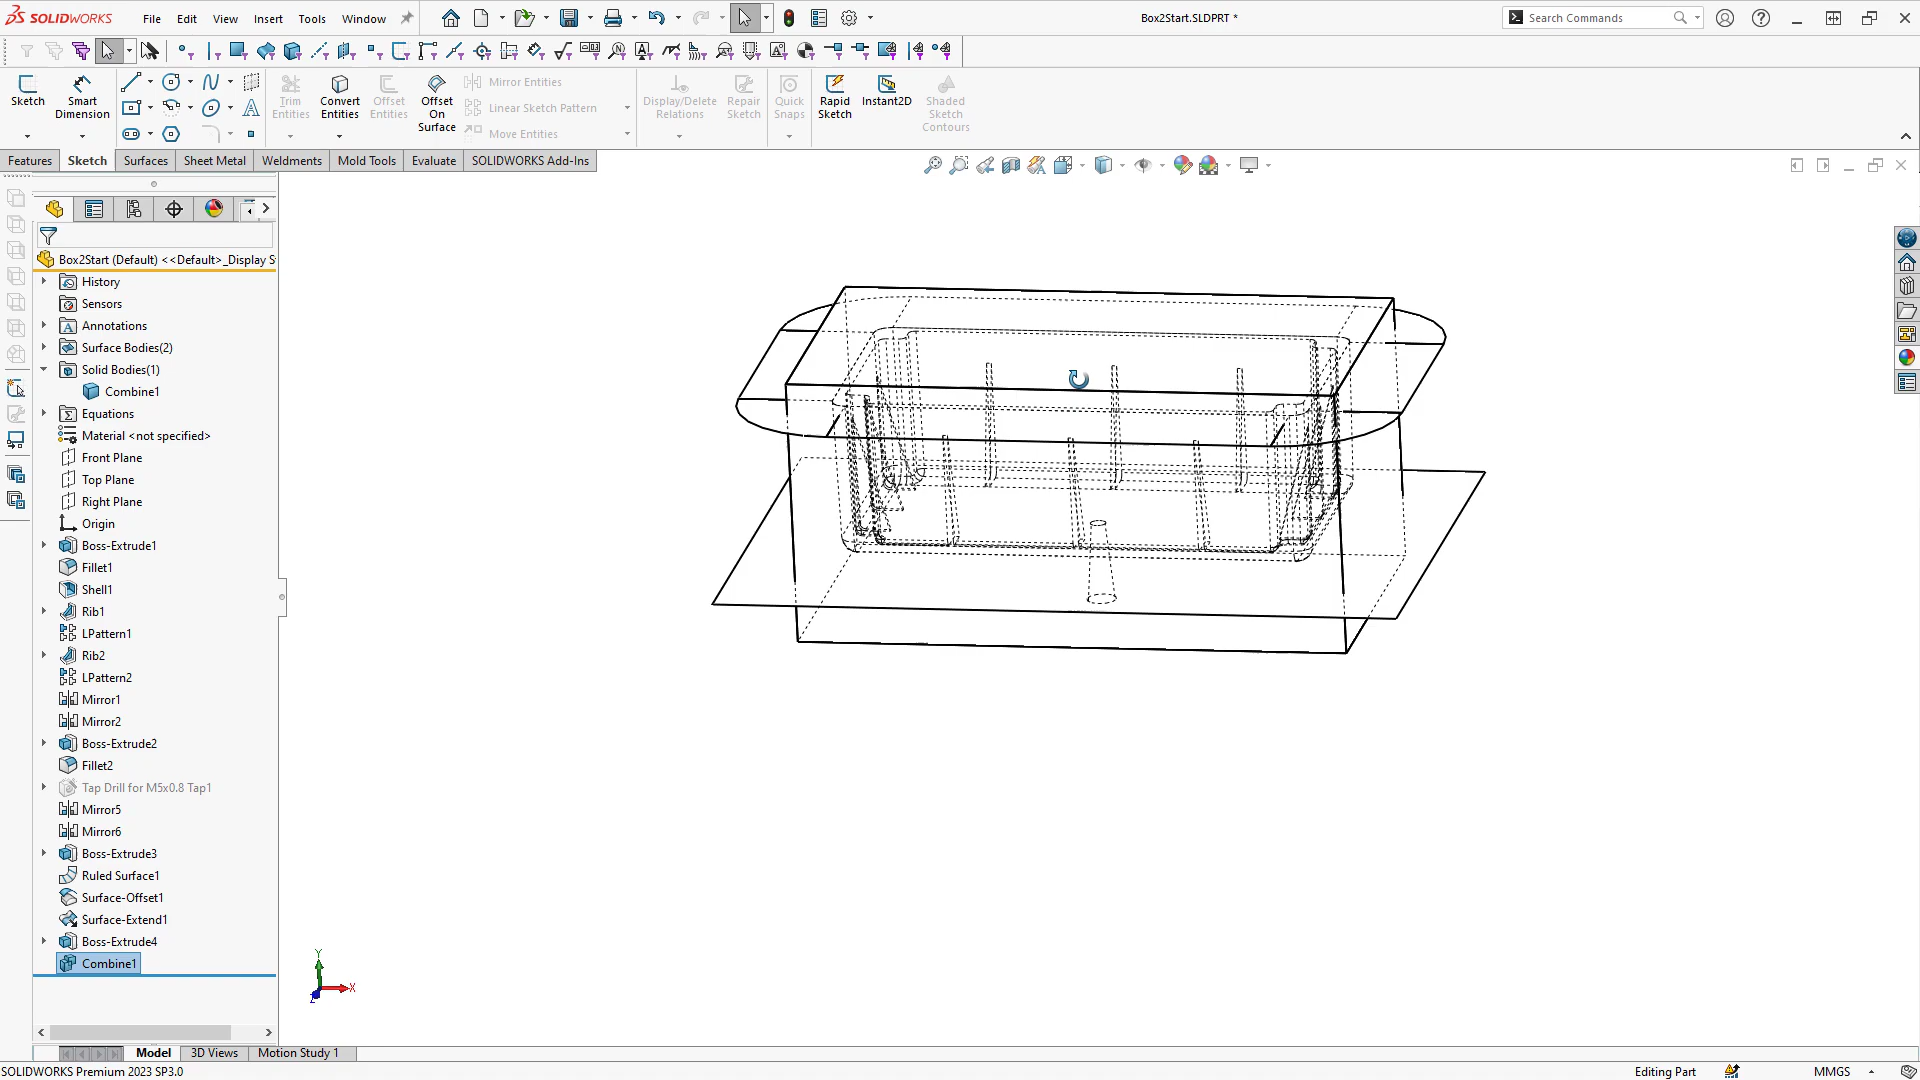 SOLIDWORKS
File Edit View Insert Tools Window
Box2Start.SLDPRT *
Search Commands
Sketch
Smart Dimension
Trim Entities
Convert Entities
Offset Entities
Offset On Surface
Mirror Entities
Linear Sketch Pattern
Move Entities
Display/Delete Relations
Repair Sketch
Quick Snaps
Rapid Sketch
Instant2D
Shaded Sketch Contours
Features Sketch Surfaces Sheet Metal Weldments Mold Tools Evaluate SOLIDWORKS Add-Ins
Box2Start (Default) <<Default>_Display S
History
Sensors
Annotations
Surface Bodies(2)
Solid Bodies(1)
Combine1
Equations
Material <not specified>
Front Plane
Top Plane
Right Plane
Origin
Boss-Extrude1
Fillet1
Shell1
Rib1
LPattern1
Rib2
LPattern2
Mirror1
Mirror2
Boss-Extrude2
Fillet2
Tap Drill for M5x0.8 Tap1
Mirror5
Mirror6
Boss-Extrude3
Ruled Surface1
Surface-Offset1
Surface-Extend1
Boss-Extrude4
Combine1
Y
X
Z
Model 3D Views Motion Study 1
SOLIDWORKS Premium 2023 SP3.0
Editing Part
MMGS